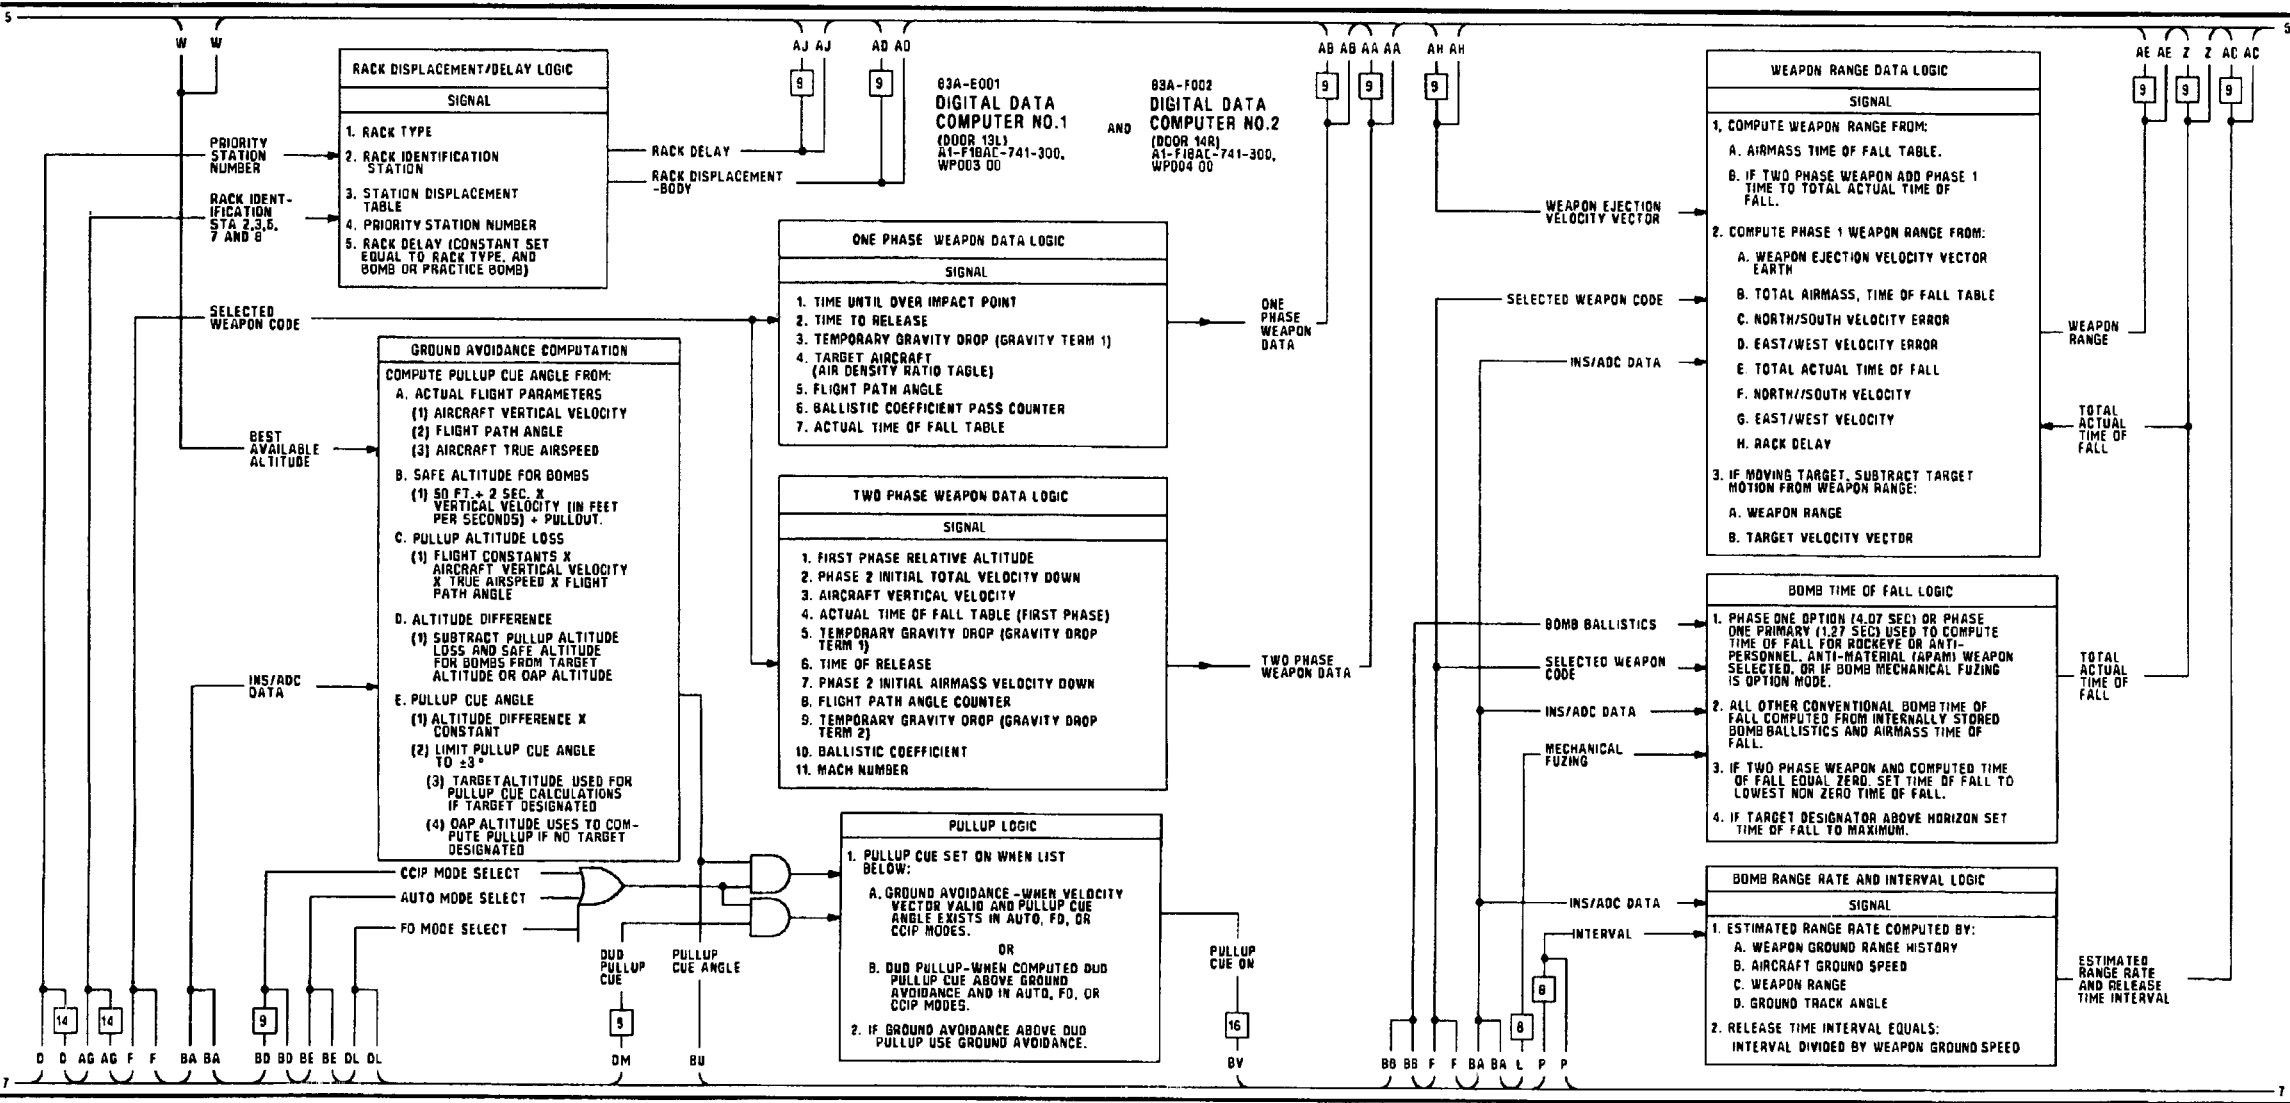 5
5
W
W
AJ
AJ
AD
AD
AB
AB
AA
AA
AH
AH
AE
AE
Z
Z
AC
AC
9
9
9
9
9
9
9
9
83A-E001
DIGITAL DATA
COMPUTER NO.1
(DOOR 13L)
A1-F18AC-741-300,
WP003 00
AND
83A-F002
DIGITAL DATA
COMPUTER NO.2
(DOOR 14R)
A1-F18AC-741-300,
WP004 00
PRIORITY
STATION
NUMBER
RACK IDENT-
IFICATION
STA 2,3,5,
7 AND 8
RACK DISPLACEMENT/DELAY LOGIC
SIGNAL
1. RACK TYPE
2. RACK IDENTIFICATION
STATION
3. STATION DISPLACEMENT
TABLE
4. PRIORITY STATION NUMBER
5. RACK DELAY (CONSTANT SET
EQUAL TO RACK TYPE, AND
BOMB OR PRACTICE BOMB)
RACK DELAY
RACK DISPLACEMENT
-BODY
SELECTED
WEAPON CODE
BEST
AVAILABLE
ALTITUDE
INS/ADC
DATA
GROUND AVOIDANCE COMPUTATION
COMPUTE PULLUP CUE ANGLE FROM:
A. ACTUAL FLIGHT PARAMETERS
(1) AIRCRAFT VERTICAL VELOCITY
(2) FLIGHT PATH ANGLE
(3) AIRCRAFT TRUE AIRSPEED
B. SAFE ALTITUDE FOR BOMBS
(1) 50 FT.+ 2 SEC. X
VERTICAL VELOCITY (IN FEET
PER SECONDS) + PULLOUT.
C. PULLUP ALTITUDE LOSS
(1) FLIGHT CONSTANTS X
AIRCRAFT VERTICAL VELOCITY
X TRUE AIRSPEED X FLIGHT
PATH ANGLE
D. ALTITUDE DIFFERENCE
(1) SUBTRACT PULLUP ALTITUDE
LOSS AND SAFE ALTITUDE
FOR BOMBS FROM TARGET
ALTITUDE OR OAP ALTITUDE
E. PULLUP CUE ANGLE
(1) ALTITUDE DIFFERENCE X
CONSTANT
(2) LIMIT PULLUP CUE ANGLE
TO ±3°
(3) TARGET ALTITUDE USED FOR
PULLUP CUE CALCULATIONS
IF TARGET DESIGNATED
(4) OAP ALTITUDE USES TO COM-
PUTE PULLUP IF NO TARGET
DESIGNATED
ONE PHASE WEAPON DATA LOGIC
SIGNAL
1. TIME UNTIL OVER IMPACT POINT
2. TIME TO RELEASE
3. TEMPORARY GRAVITY DROP (GRAVITY TERM 1)
4. TARGET AIRCRAFT
(AIR DENSITY RATIO TABLE)
5. FLIGHT PATH ANGLE
6. BALLISTIC COEFFICIENT PASS COUNTER
7. ACTUAL TIME OF FALL TABLE
ONE
PHASE
WEAPON
DATA
TWO PHASE WEAPON DATA LOGIC
SIGNAL
1. FIRST PHASE RELATIVE ALTITUDE
2. PHASE 2 INITIAL TOTAL VELOCITY DOWN
3. AIRCRAFT VERTICAL VELOCITY
4. ACTUAL TIME OF FALL TABLE (FIRST PHASE)
5. TEMPORARY GRAVITY DROP (GRAVITY DROP
TERM 1)
6. TIME OF RELEASE
7. PHASE 2 INITIAL AIRMASS VELOCITY DOWN
8. FLIGHT PATH ANGLE COUNTER
9. TEMPORARY GRAVITY DROP (GRAVITY DROP
TERM 2)
10. BALLISTIC COEFFICIENT
11. MACH NUMBER
TWO PHASE
WEAPON DATA
CCIP MODE SELECT
AUTO MODE SELECT
FD MODE SELECT
DUD
PULLUP
CUE
PULLUP
CUE ANGLE
PULLUP LOGIC
1. PULLUP CUE SET ON WHEN LIST
BELOW:
A. GROUND AVOIDANCE -WHEN VELOCITY
VECTOR VALID AND PULLUP CUE
ANGLE EXISTS IN AUTO, FD, OR
CCIP MODES.
OR
B. DUD PULLUP-WHEN COMPUTED DUD
PULLUP CUE ABOVE GROUND
AVOIDANCE AND IN AUTO, FD, OR
CCIP MODES.
2. IF GROUND AVOIDANCE ABOVE DUD
PULLUP USE GROUND AVOIDANCE.
PULLUP
CUE ON
WEAPON EJECTION
VELOCITY VECTOR
SELECTED WEAPON CODE
INS/ADC DATA
WEAPON RANGE DATA LOGIC
SIGNAL
1, COMPUTE WEAPON RANGE FROM:
A. AIRMASS TIME OF FALL TABLE.
B. IF TWO PHASE WEAPON ADD PHASE 1
TIME TO TOTAL ACTUAL TIME OF
FALL.
2. COMPUTE PHASE 1 WEAPON RANGE FROM:
A. WEAPON EJECTION VELOCITY VECTOR
EARTH
B. TOTAL AIRMASS, TIME OF FALL TABLE
C. NORTH/SOUTH VELOCITY ERROR
D. EAST/WEST VELOCITY ERROR
E. TOTAL ACTUAL TIME OF FALL
F. NORTH//SOUTH VELOCITY
G. EAST/WEST VELOCITY
H. RACK DELAY
3. IF MOVING TARGET, SUBTRACT TARGET
MOTION FROM WEAPON RANGE:
A. WEAPON RANGE
B. TARGET VELOCITY VECTOR
WEAPON
RANGE
TOTAL
ACTUAL
TIME OF
FALL
BOMB BALLISTICS
SELECTED WEAPON
CODE
INS/ADC DATA
MECHANICAL
FUZING
BOMB TIME OF FALL LOGIC
1. PHASE ONE OPTION (4.07 SEC) OR PHASE
ONE PRIMARY (1.27 SEC) USED TO COMPUTE
TIME OF FALL FOR ROCKEYE OR ANTI-
PERSONNEL, ANTI-MATERIAL (APAM) WEAPON
SELECTED, OR IF BOMB MECHANICAL FUZING
IS OPTION MODE.
2. ALL OTHER CONVENTIONAL BOMB TIME OF
FALL COMPUTED FROM INTERNALLY STORED
BOMB BALLISTICS AND AIRMASS TIME OF
FALL.
3. IF TWO PHASE WEAPON AND COMPUTED TIME
OF FALL EQUAL ZERO, SET TIME OF FALL TO
LOWEST NON ZERO TIME OF FALL.
4. IF TARGET DESIGNATOR ABOVE HORIZON SET
TIME OF FALL TO MAXIMUM.
TOTAL
ACTUAL
TIME OF
FALL
INS/ADC DATA
INTERVAL
BOMB RANGE RATE AND INTERVAL LOGIC
SIGNAL
1. ESTIMATED RANGE RATE COMPUTED BY:
A. WEAPON GROUND RANGE HISTORY
B. AIRCRAFT GROUND SPEED
C. WEAPON RANGE
D. GROUND TRACK ANGLE
2. RELEASE TIME INTERVAL EQUALS:
INTERVAL DIVIDED BY WEAPON GROUND SPEED
ESTIMATED
RANGE RATE
AND RELEASE
TIME INTERVAL
14
14
9
9
16
8
8
D
D
AG
AG
F
F
BA
BA
BD
BD
BE
BE
DL
DL
DM
BU
BV
BB
BB
F
F
BA
BA
L
P
P
7
7